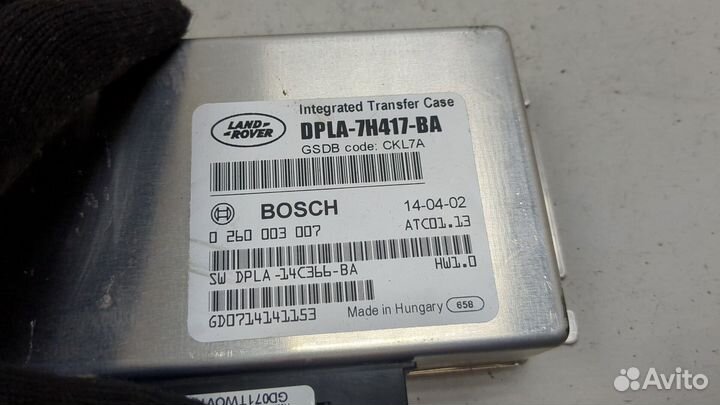 Integrated Transfer Case
LAND-
-ROVER
DPLA-7H417-BA
GSDB code: CKL7A
BOSCH
14-04-02
0 260 003 007
ATC01.13
SW DPLA-14C366-BA
HW1.0
GD0714141153
Made in Hungary
658
Avito